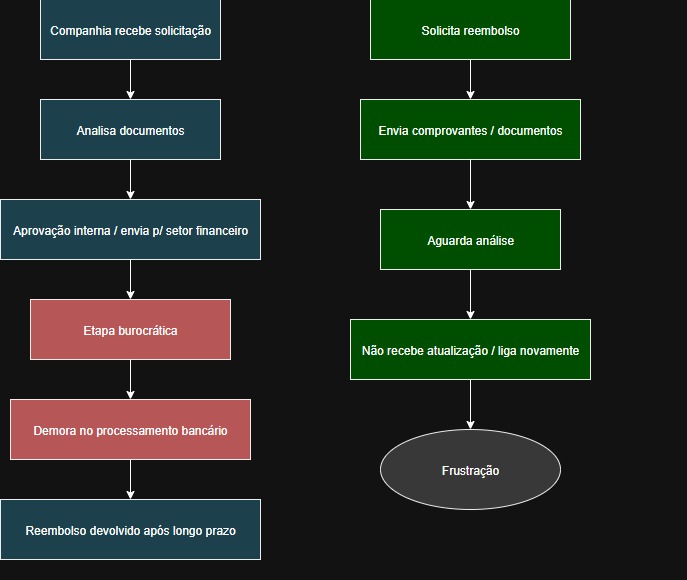 Companhia recebe solicitação
Analisa documentos
Aprovação interna / envia p/ setor financeiro
Etapa burocrática
Demora no processamento bancário
Reembolso devolvido após longo prazo
Solicita reembolso
Envia comprovantes / documentos
Aguarda análise
Não recebe atualização / liga novamente
Frustração